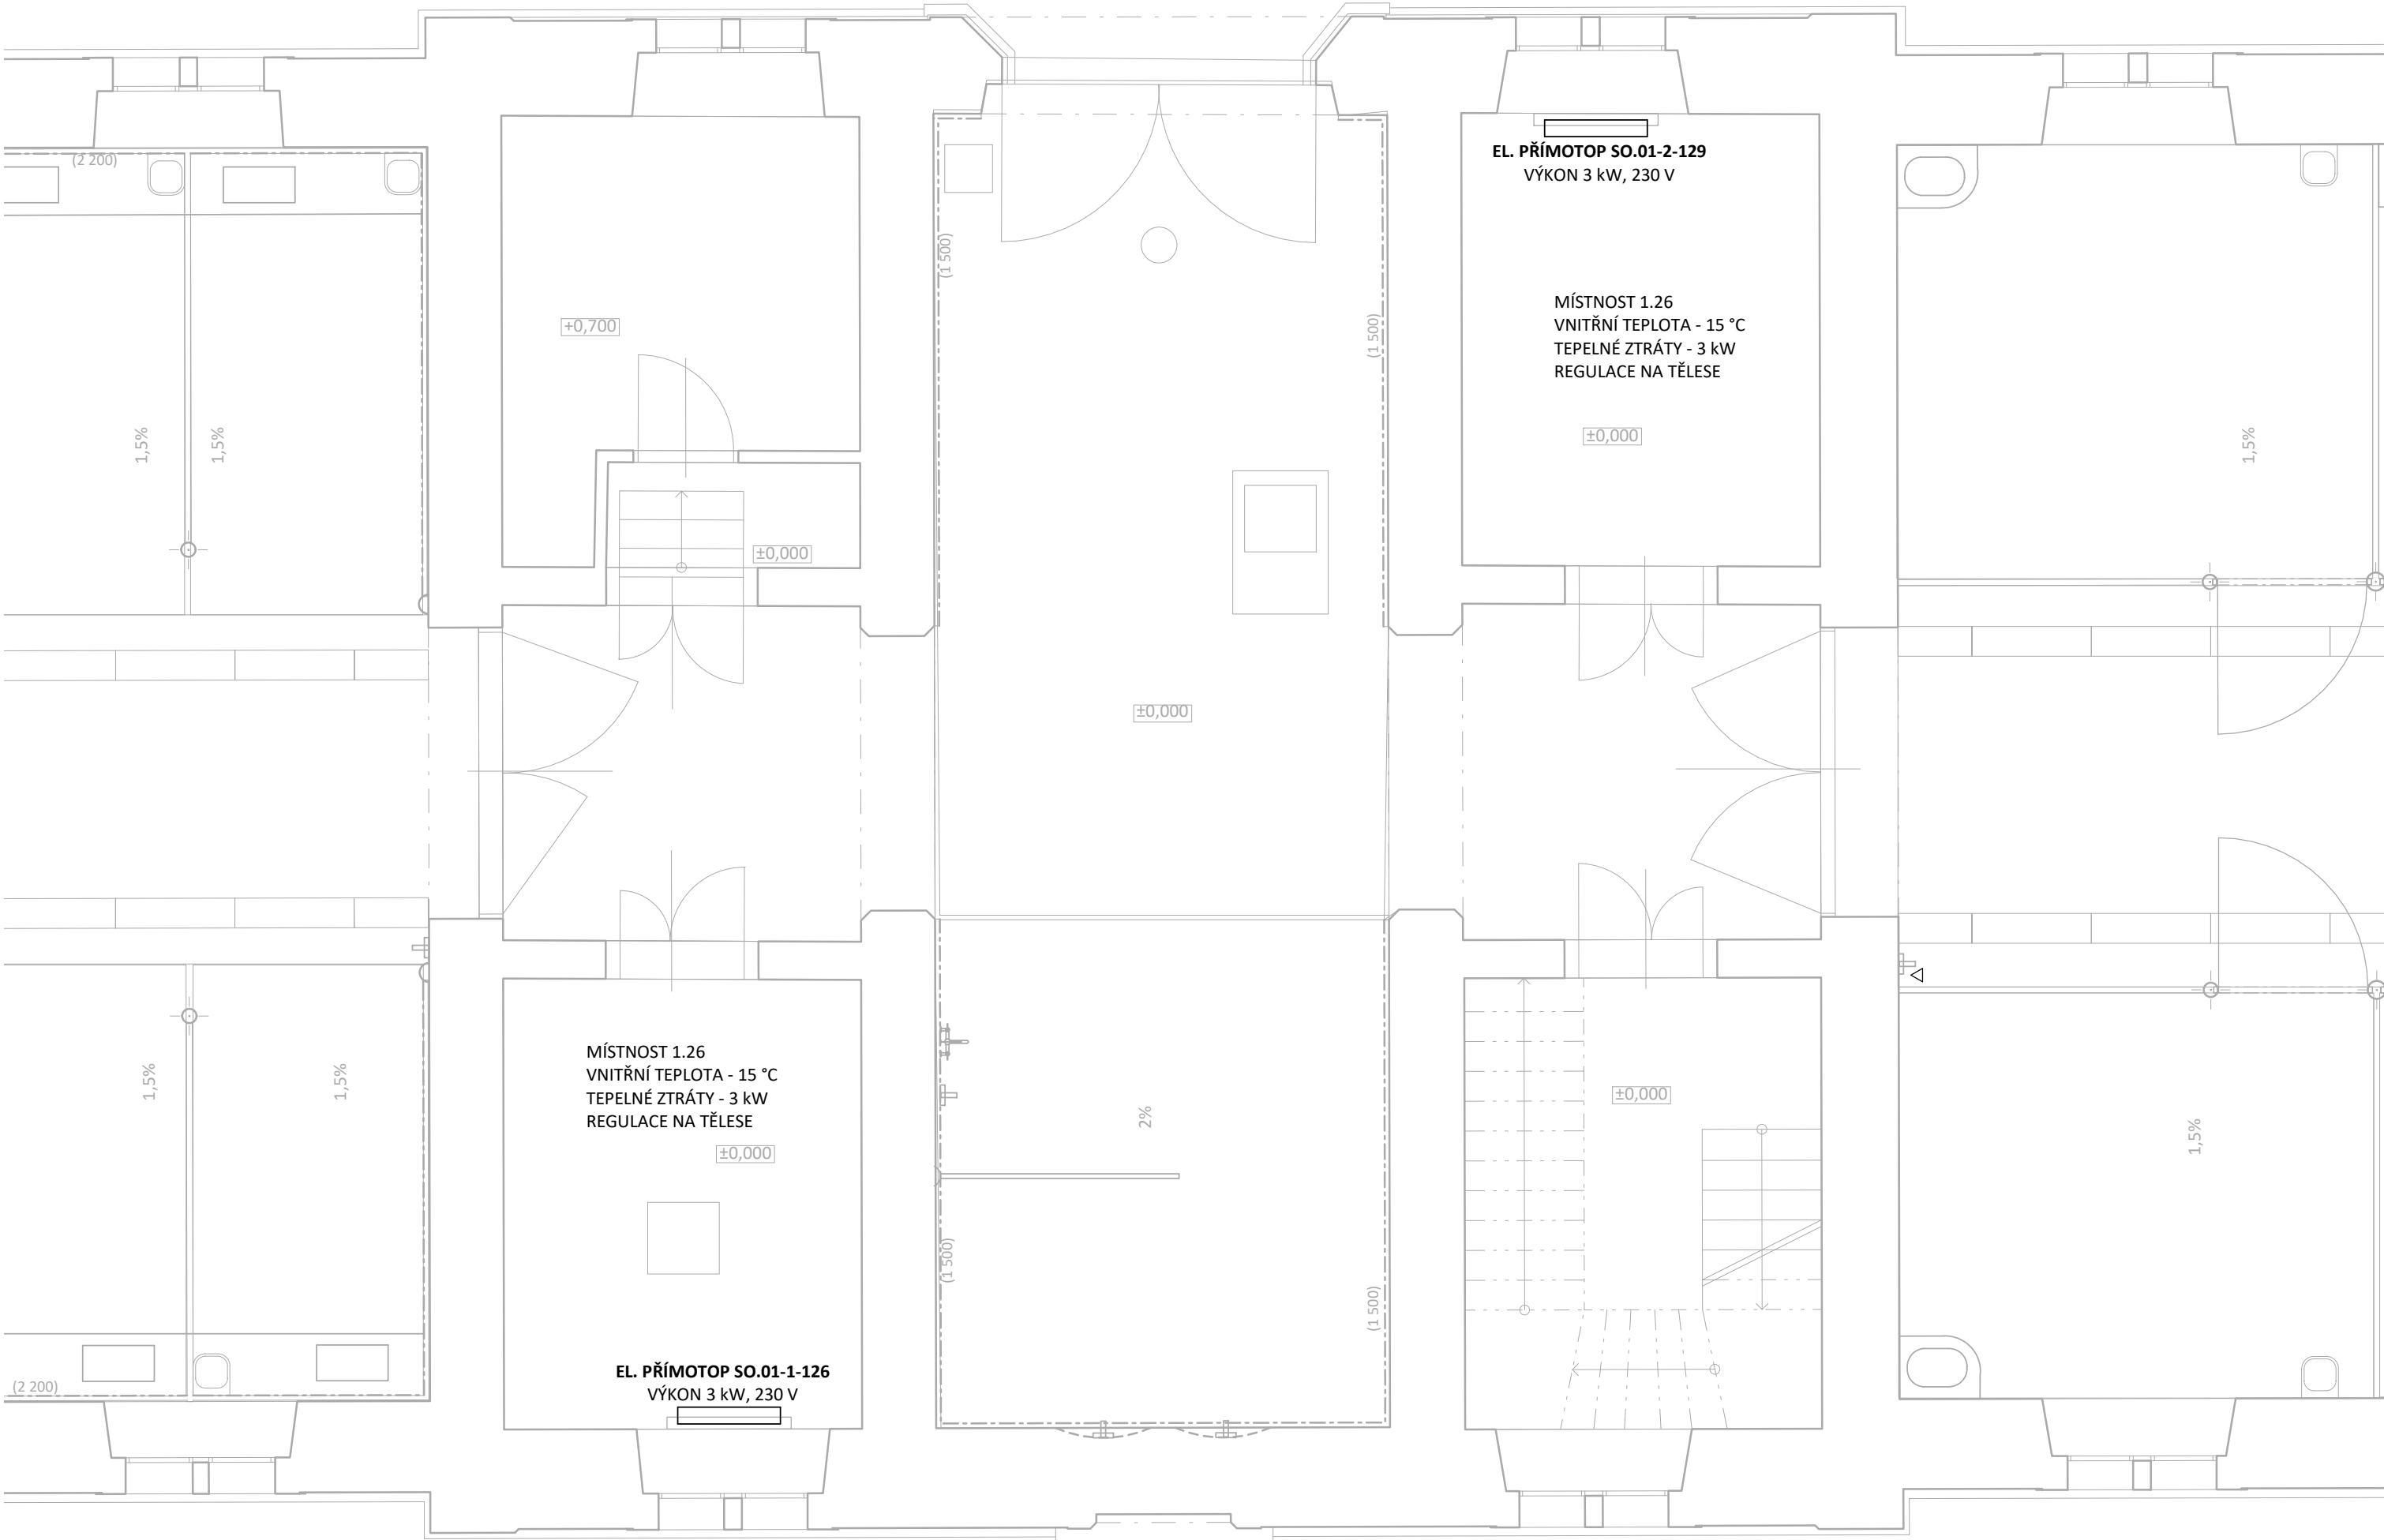 (2 200)
EL. PŘÍMOTOP SO.01-2-129
VÝKON 3 kW, 230 V
(1 500)
+0,700
(1 500)
MÍSTNOST 1.26
VNITŘNÍ TEPLOTA - 15 °C
TEPELNÉ ZTRÁTY - 3 kW
REGULACE NA TĚLESE
1,5%
1,5%
±0,000
1,5%
±0,000
±0,000
MÍSTNOST 1.26
VNITŘNÍ TEPLOTA - 15 °C
TEPELNÉ ZTRÁTY - 3 kW
REGULACE NA TĚLESE
1,5%
1,5%
±0,000
2%
±0,000
1,5%
(1 500)
(1 500)
EL. PŘÍMOTOP SO.01-1-126
VÝKON 3 kW, 230 V
(2 200)